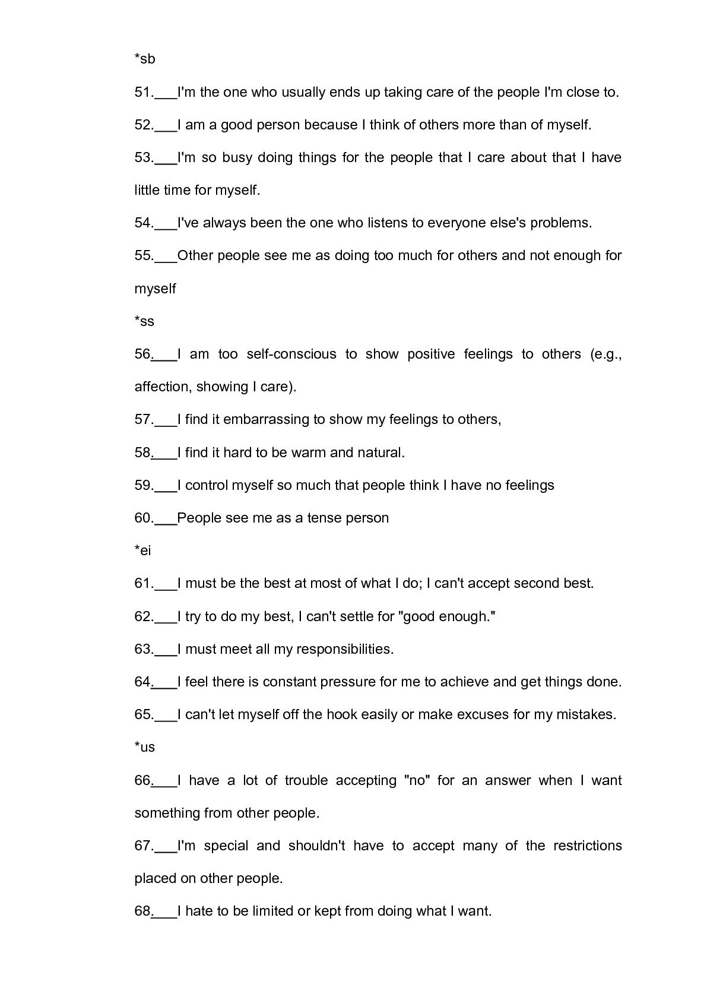 *sb
51.___I'm the one who usually ends up taking care of the people I'm close to.
52.___I am a good person because I think of others more than of myself.
53.___I'm so busy doing things for the people that I care about that I have
little time for myself.
54.___I've always been the one who listens to everyone else's problems.
55.___Other people see me as doing too much for others and not enough for
myself
*ss
56.___I am too self-conscious to show positive feelings to others (e.g.,
affection, showing I care).
57.___I find it embarrassing to show my feelings to others,
58.___I find it hard to be warm and natural.
59.___I control myself so much that people think I have no feelings
60.___People see me as a tense person
*ei
61.___I must be the best at most of what I do; I can't accept second best.
62.___I try to do my best, I can't settle for "good enough."
63.___I must meet all my responsibilities.
64.___I feel there is constant pressure for me to achieve and get things done.
65.___I can't let myself off the hook easily or make excuses for my mistakes.
*us
66.___I have a lot of trouble accepting "no" for an answer when I want
something from other people.
67.___I'm special and shouldn't have to accept many of the restrictions
placed on other people.
68.___I hate to be limited or kept from doing what I want.